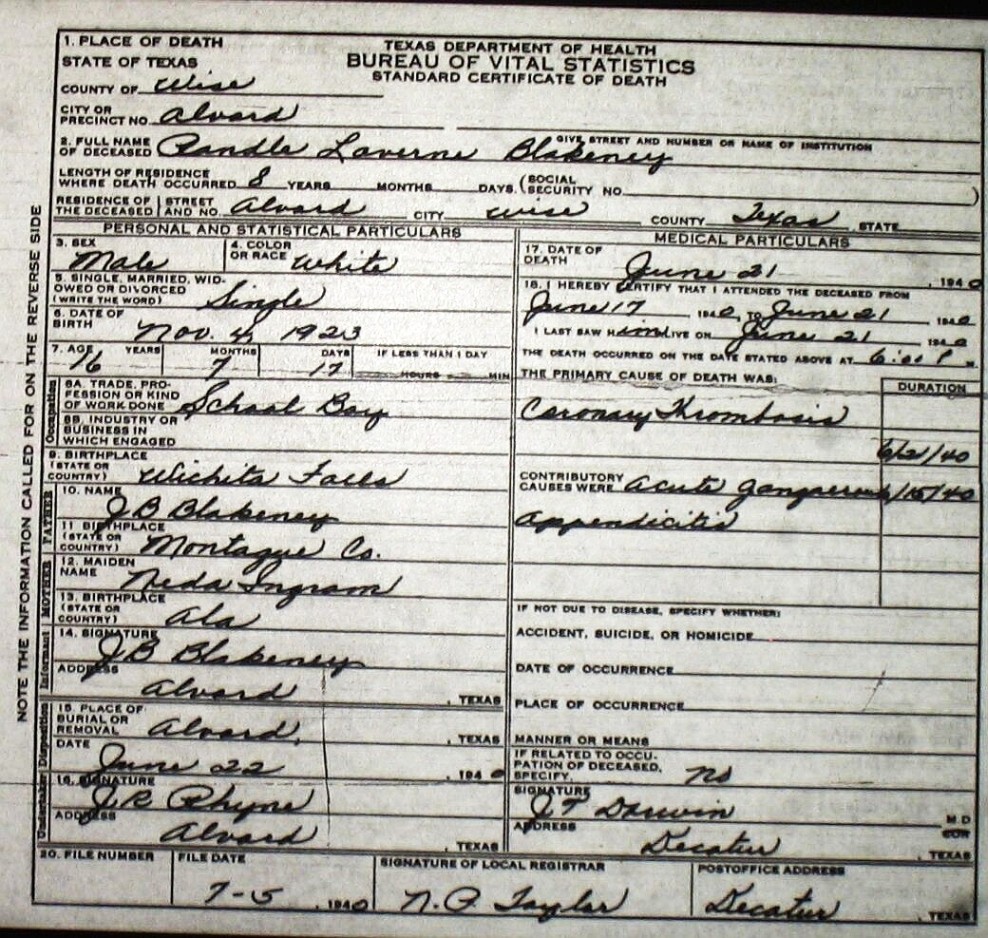 TEXAS DEPARTMENT OF HEALTH
BUREAU OF VITAL STATISTICS
STANDARD CERTIFICATE OF DEATH
1. PLACE OF DEATH
STATE OF TEXAS
COUNTY OF Wise
CITY OR
PRECINCT NO. Alvord
GIVE STREET AND NUMBER OR NAME OF INSTITUTION
2. FULL NAME
OF DECEASED Randle Laverne Blakeney
LENGTH OF RESIDENCE
WHERE DEATH OCCURRED 8 YEARS MONTHS DAYS. (SOCIAL
SECURITY NO. )
RESIDENCE OF THE DECEASED STREET AND NO. Alvord CITY Wise COUNTY Texas STATE
NOTE THE INFORMATION CALLED FOR ON THE REVERSE SIDE
PERSONAL AND STATISTICAL PARTICULARS
3. SEX
Male
4. COLOR
OR RACE White
5. SINGLE, MARRIED, WID-
OWED OR DIVORCED
(WRITE THE WORD) Single
6. DATE OF
BIRTH Nov. 4, 1923
7. AGE YEARS MONTHS DAYS IF LESS THAN 1 DAY
16 7 17 HOURS MIN
Occupation
8A. TRADE, PRO-
FESSION OR KIND
OF WORK DONE School Boy
8B. INDUSTRY OR
BUSINESS IN
WHICH ENGAGED
9. BIRTHPLACE
(STATE OR
COUNTRY) Wichita Falls
FATHER
10. NAME
J B Blakeney
11 BIRTHPLACE
(STATE OR
COUNTRY) Montague Co.
MOTHER
12. MAIDEN
NAME Neda Ingram
13. BIRTHPLACE
(STATE OR
COUNTRY) Ala
Informant
14. SIGNATURE
J B Blakeney
ADDRESS
Alvord , TEXAS
Disposition
15. PLACE OF
BURIAL OR
REMOVAL Alvord, , TEXAS
DATE
June 22 , 1940
Undertaker
16. SIGNATURE
J. R. Rhyne
ADDRESS
Alvord , TEXAS
MEDICAL PARTICULARS
17. DATE OF
DEATH June 21 , 1940
18. I HEREBY CERTIFY THAT I ATTENDED THE DECEASED FROM
June 17 1940, TO June 21 1940
I LAST SAW Him ALIVE ON June 21 1940
THE DEATH OCCURRED ON THE DATE STATED ABOVE AT 6:00 P M.
THE PRIMARY CAUSE OF DEATH WAS: DURATION
Coronary Thrombosis
CONTRIBUTORY
CAUSES WERE Acute gangrenous 6/15/40
appendicitis
IF NOT DUE TO DISEASE, SPECIFY WHETHER:
ACCIDENT, SUICIDE, OR HOMICIDE
DATE OF OCCURRENCE
PLACE OF OCCURRENCE
MANNER OR MEANS
IF RELATED TO OCCU-
PATION OF DECEASED,
SPECIFY. no
SIGNATURE
J T Darwin M.D
ADDRESS
Decatur , TEXAS
20. FILE NUMBER
FILE DATE
7-5 , 1940
SIGNATURE OF LOCAL REGISTRAR
N. P. Taylor
POSTOFFICE ADDRESS
Decatur , TEXAS